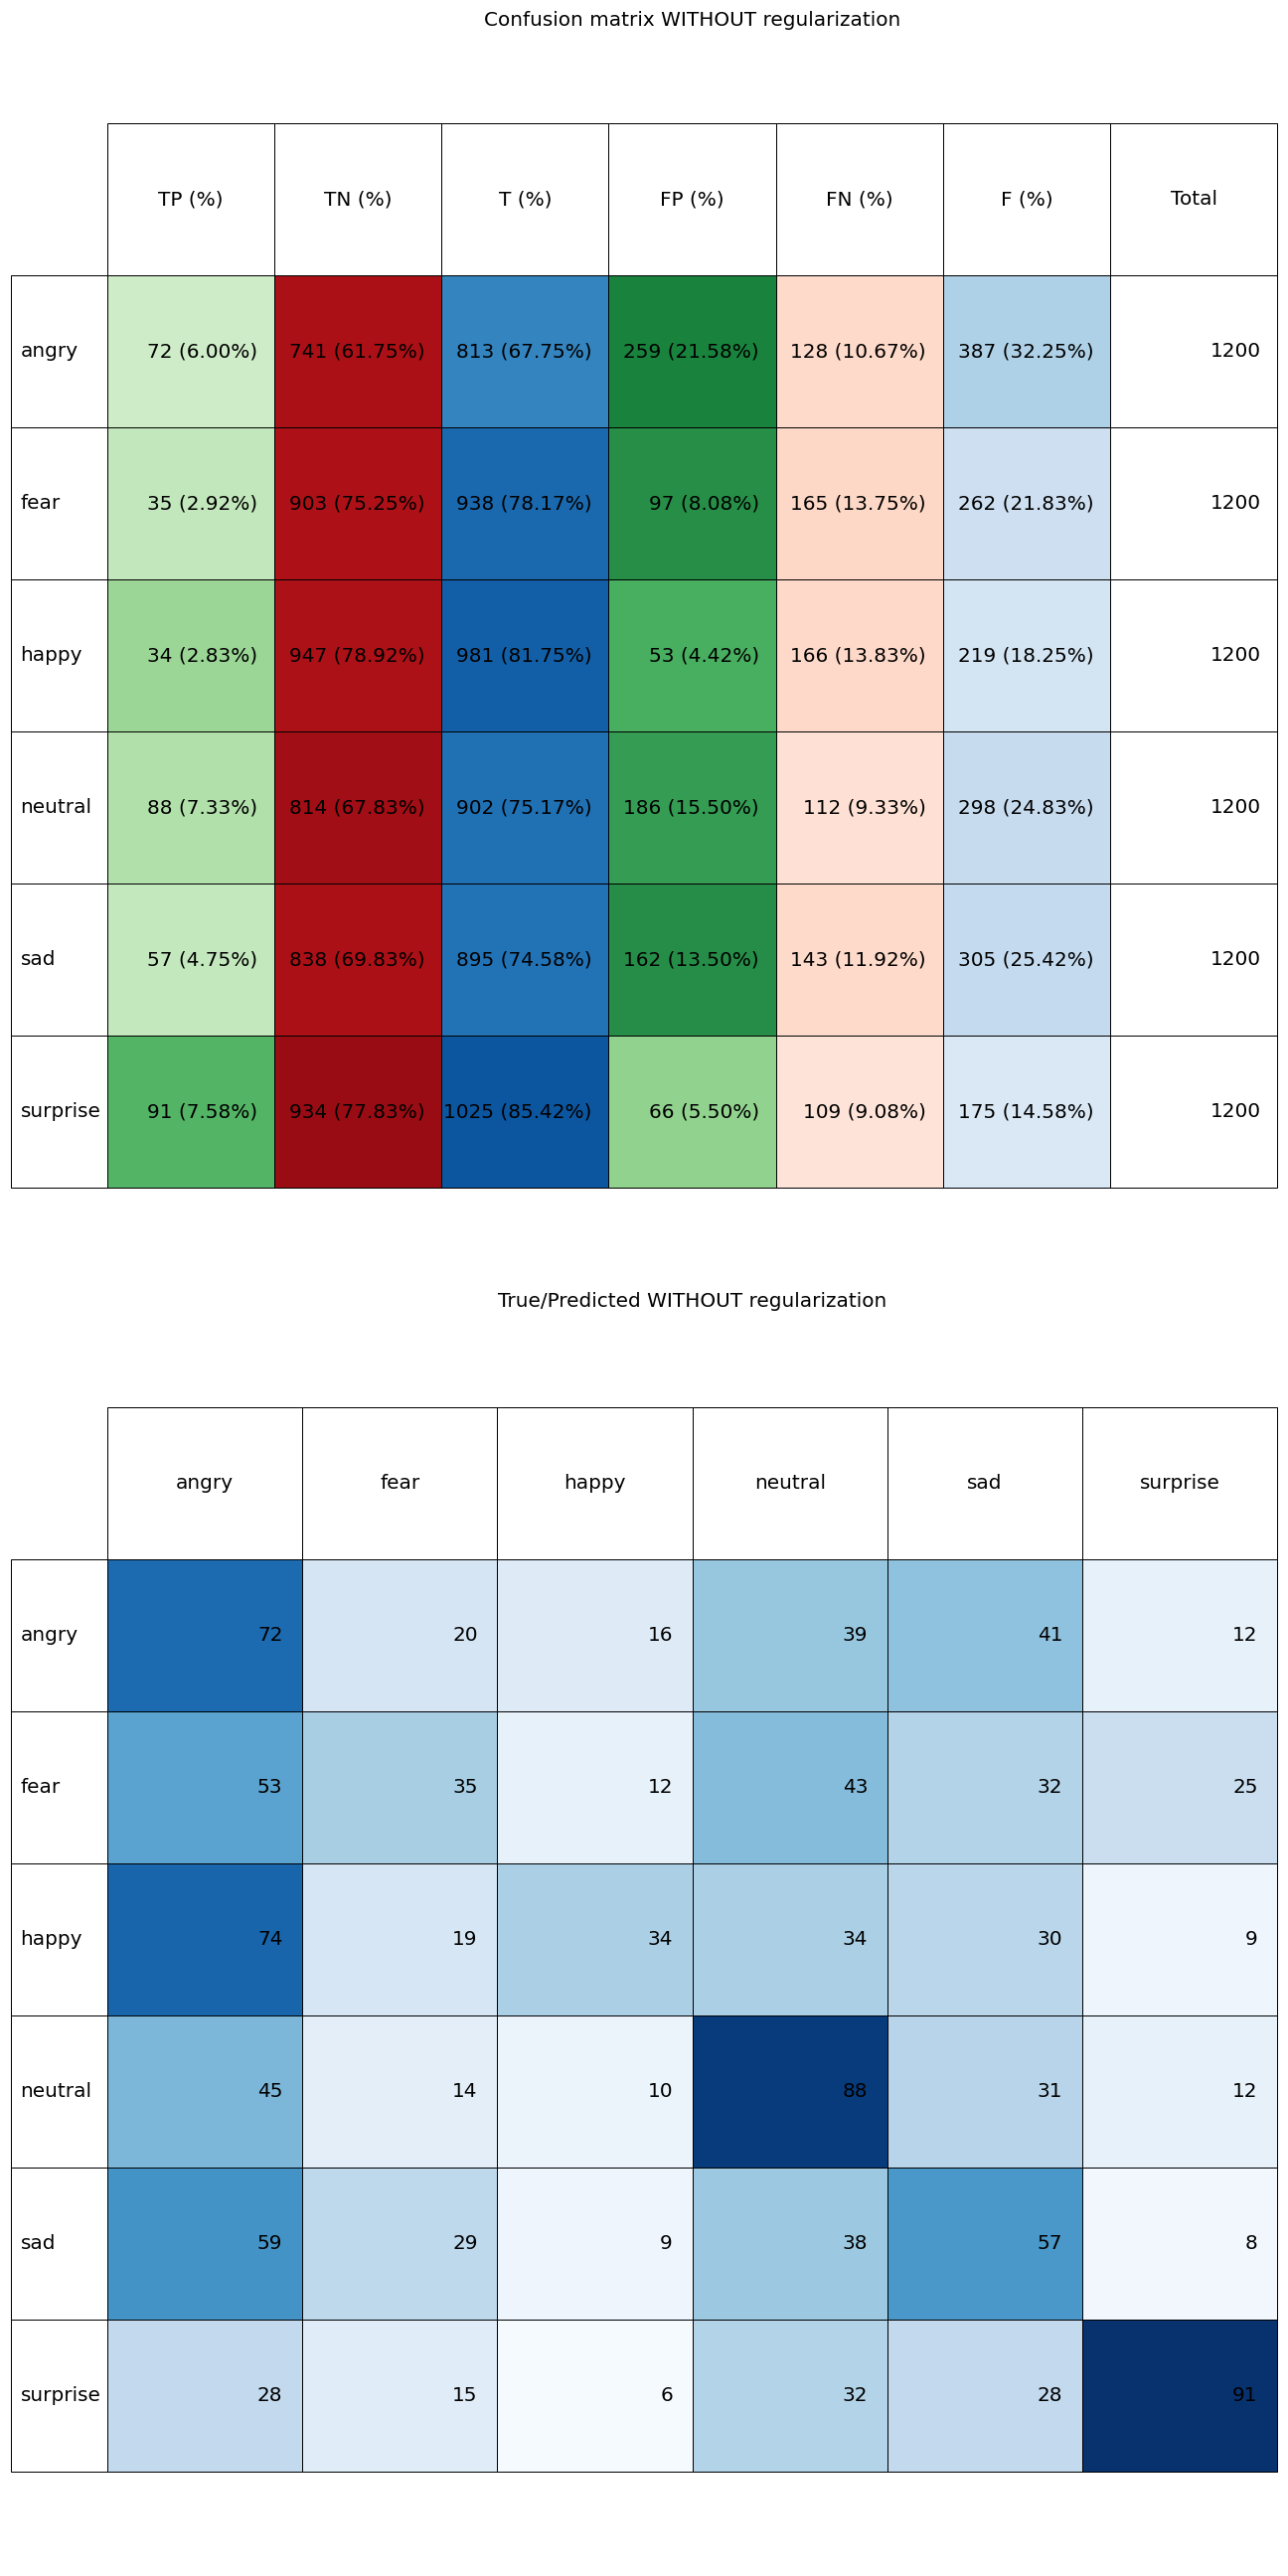 Confusion matrix WITHOUT regularization
TP (%) TN (%) T (%) FP (%) FN (%) F (%) Total
angry 72 (6.00%) 741 (61.75%) 813 (67.75%) 259 (21.58%) 128 (10.67%) 387 (32.25%) 1200
fear 35 (2.92%) 903 (75.25%) 938 (78.17%) 97 (8.08%) 165 (13.75%) 262 (21.83%) 1200
happy 34 (2.83%) 947 (78.92%) 981 (81.75%) 53 (4.42%) 166 (13.83%) 219 (18.25%) 1200
neutral 88 (7.33%) 814 (67.83%) 902 (75.17%) 186 (15.50%) 112 (9.33%) 298 (24.83%) 1200
sad 57 (4.75%) 838 (69.83%) 895 (74.58%) 162 (13.50%) 143 (11.92%) 305 (25.42%) 1200
surprise 91 (7.58%) 934 (77.83%) 1025 (85.42%) 66 (5.50%) 109 (9.08%) 175 (14.58%) 1200
True/Predicted WITHOUT regularization
angry fear happy neutral sad surprise
angry 72 20 16 39 41 12
fear 53 35 12 43 32 25
happy 74 19 34 34 30 9
neutral 45 14 10 88 31 12
sad 59 29 9 38 57 8
surprise 28 15 6 32 28 91